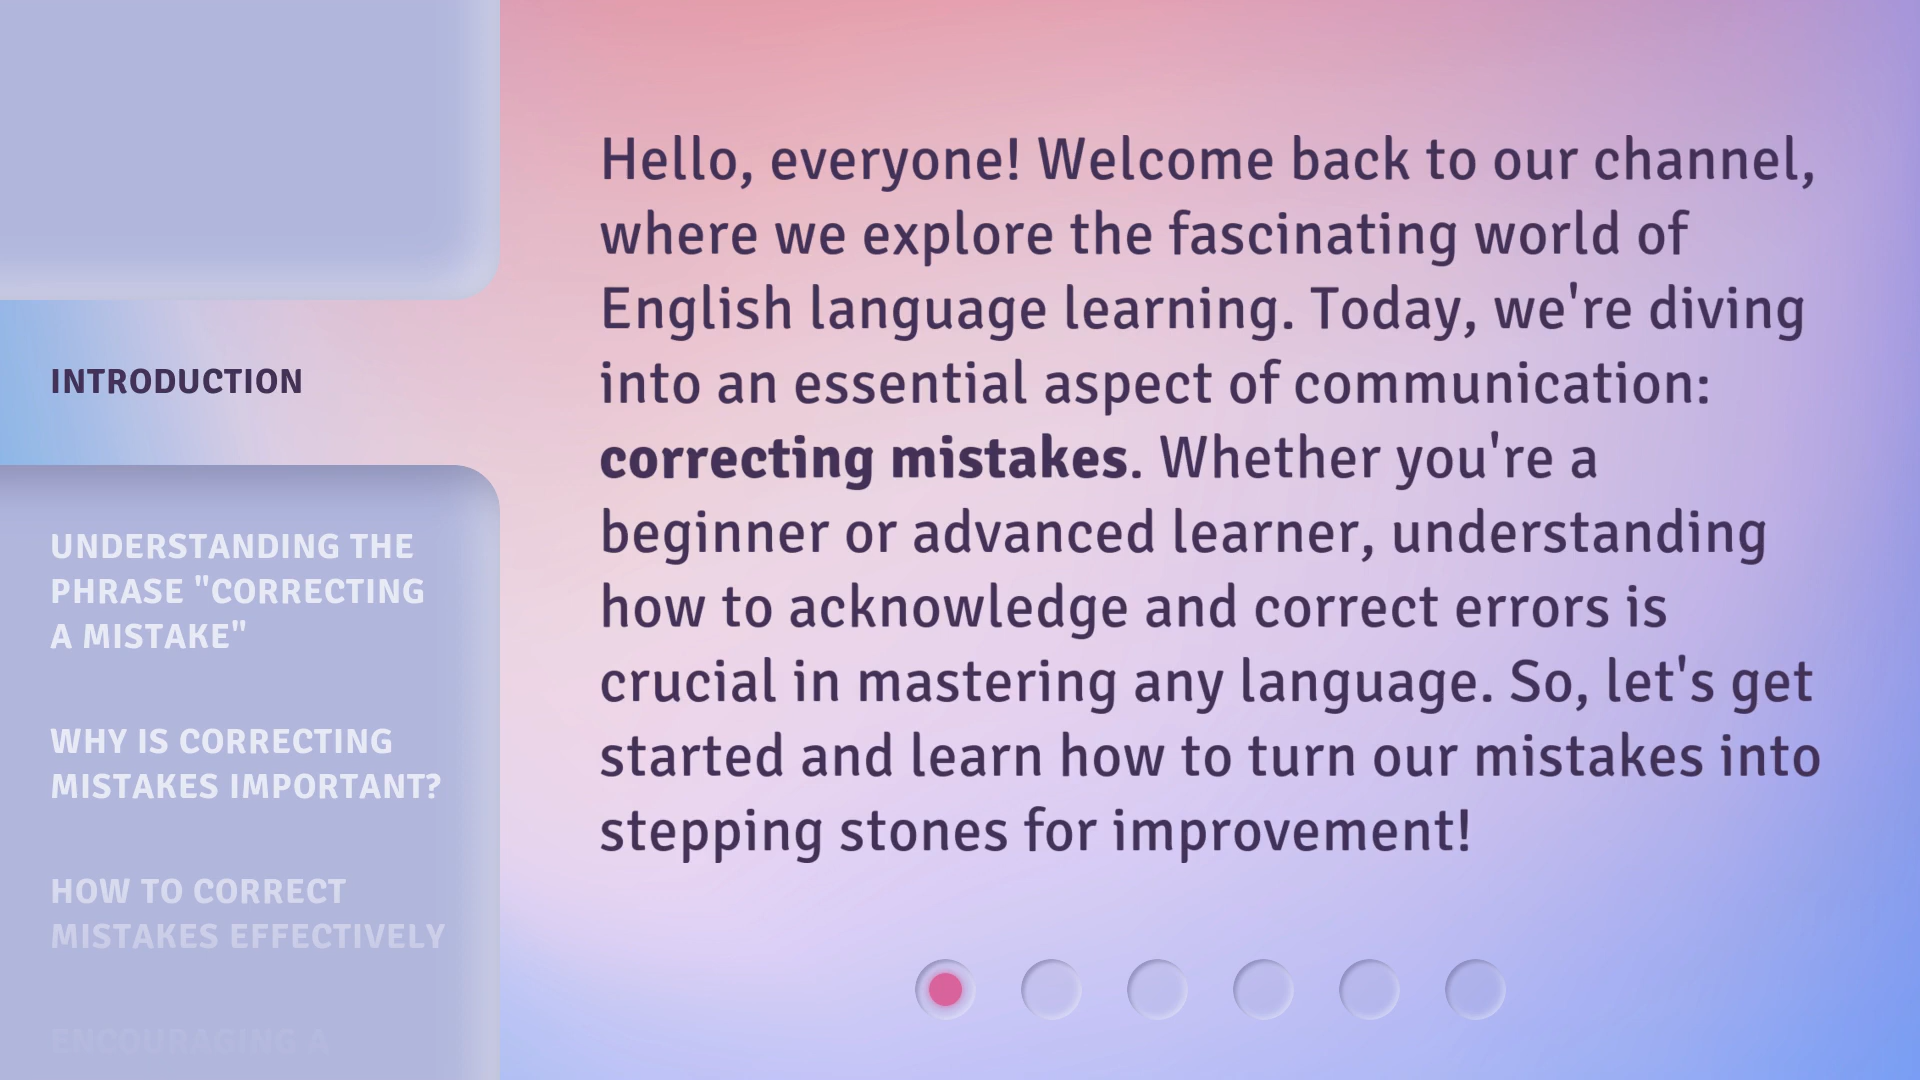 INTRODUCTION
UNDERSTANDING THE
PHRASE "CORRECTING
A MISTAKE"
WHY IS CORRECTING
MISTAKES IMPORTANT?
HOW TO CORRECT
MISTAKES EFFECTIVELY
ENCOURAGING A
Hello, everyone! Welcome back to our channel,
where we explore the fascinating world of
English language learning. Today, we're diving
into an essential aspect of communication:
correcting mistakes. Whether you're a
beginner or advanced learner, understanding
how to acknowledge and correct errors is
crucial in mastering any language. So, let's get
started and learn how to turn our mistakes into
stepping stones for improvement!